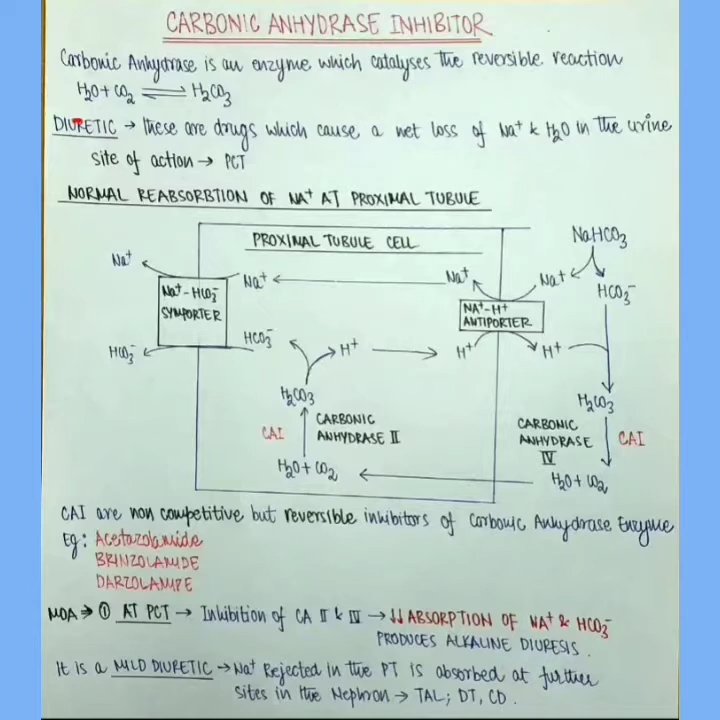 CARBONIC ANHYDRASE INHIBITOR
Carbonic Anhydrase is an enzyme which catalyses the reversible reaction
H₂O + CO₂ ⇌ H₂CO₃
DIURETIC → these are drugs which cause a net loss of Na⁺ & H₂O in the urine
site of action → PCT
NORMAL REABSORBTION OF NA⁺ AT PROXIMAL TUBULE
PROXIMAL TUBULE CELL
NaHCO₃
Na⁺
Na⁺
Na⁺
Na⁺
HCO₃⁻
Na⁺-HCO₃⁻
SYMPORTER
NA⁺-H⁺
ANTIPORTER
HCO₃⁻
HCO₃⁻
H⁺
H⁺
H⁺
H₂CO₃
H₂CO₃
CAI
CARBONIC
ANHYDRASE II
CARBONIC
ANHYDRASE
IV
CAI
H₂O + CO₂
H₂O + CO₂
CAI are non competitive but reversible inhibitors of Carbonic Anhydrase Enzyme
Eg: Acetazolamide
BRINZOLAMIDE
DARZOLAMIDE
MOA → ① AT PCT → Inhibition of CA II & IV → ↓↓ ABSORPTION OF NA⁺ & HCO₃⁻
PRODUCES ALKALINE DIURESIS.
It is a MILD DIURETIC → Na⁺ Rejected in the PT is absorbed at further
sites in the Nephron → TAL; DT, CD.